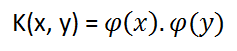 K(x, y) = 𝜑(𝑥). 𝜑(𝑦)